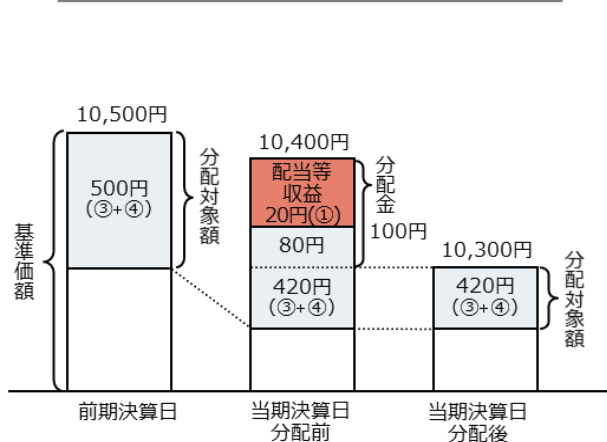 10,500円
500円
(③+④)
分配対象額
基準価額
10,400円
配当等
収益
20円(①)
80円
420円
(③+④)
分配金
100円
10,300円
420円
(③+④)
分配対象額
前期決算日
当期決算日
分配前
当期決算日
分配後